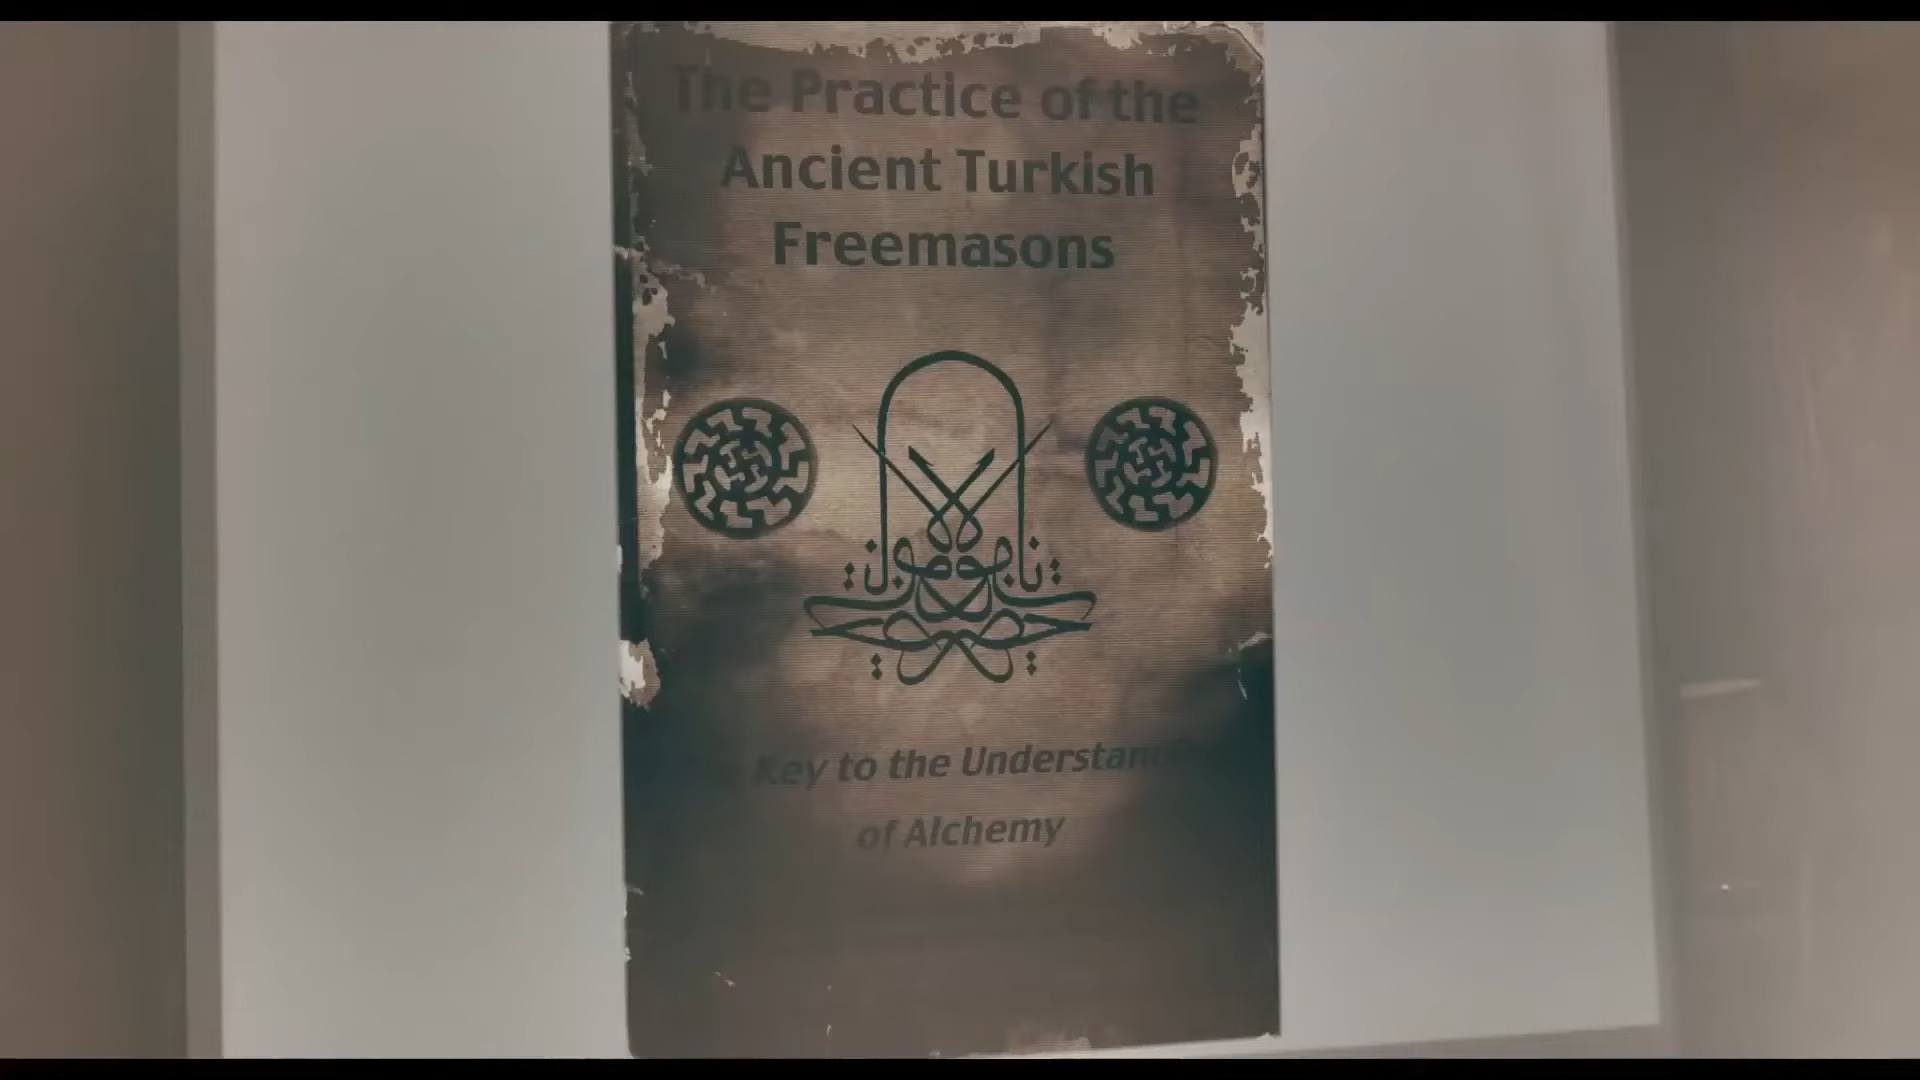 The Practice of the
Ancient Turkish
Freemasons
Key to the
of Alchemy